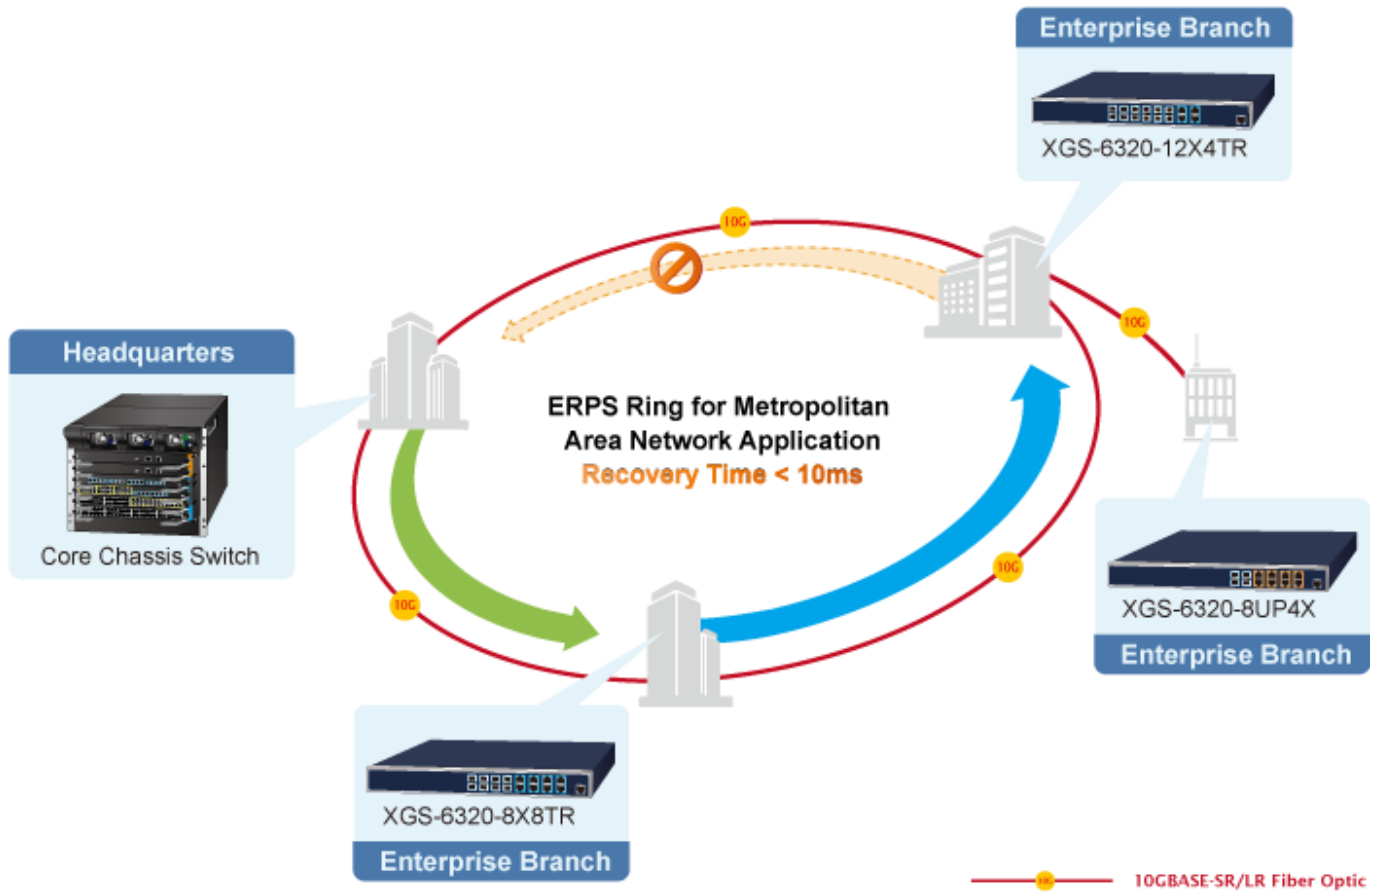 Enterprise Branch
XGS-6320-12X4TR
10G
10G
Headquarters
Core Chassis Switch
ERPS Ring for Metropolitan
Area Network Application
Recovery Time < 10ms
10G
10G
XGS-6320-8UP4X
Enterprise Branch
XGS-6320-8X8TR
Enterprise Branch
10G
10GBASE-SR/LR Fiber Optic